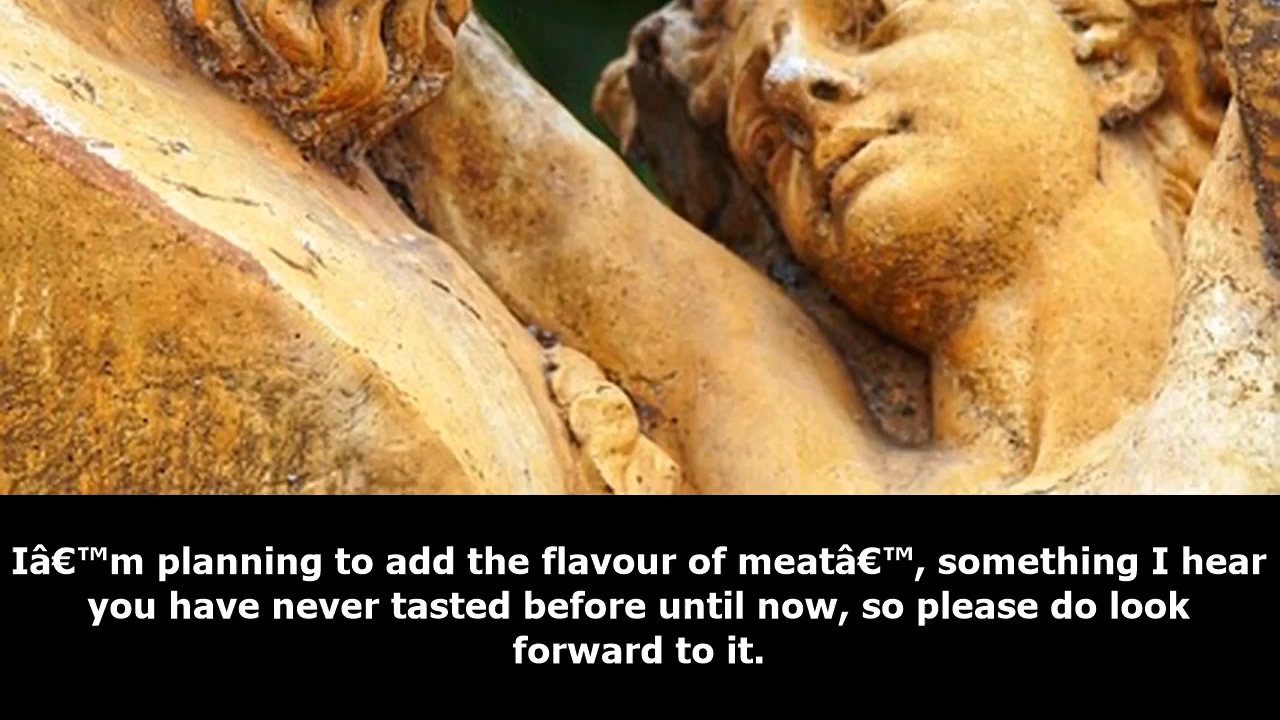 Iâ€™m planning to add the flavour of meatâ€™, something I hear
you have never tasted before until now, so please do look
forward to it.